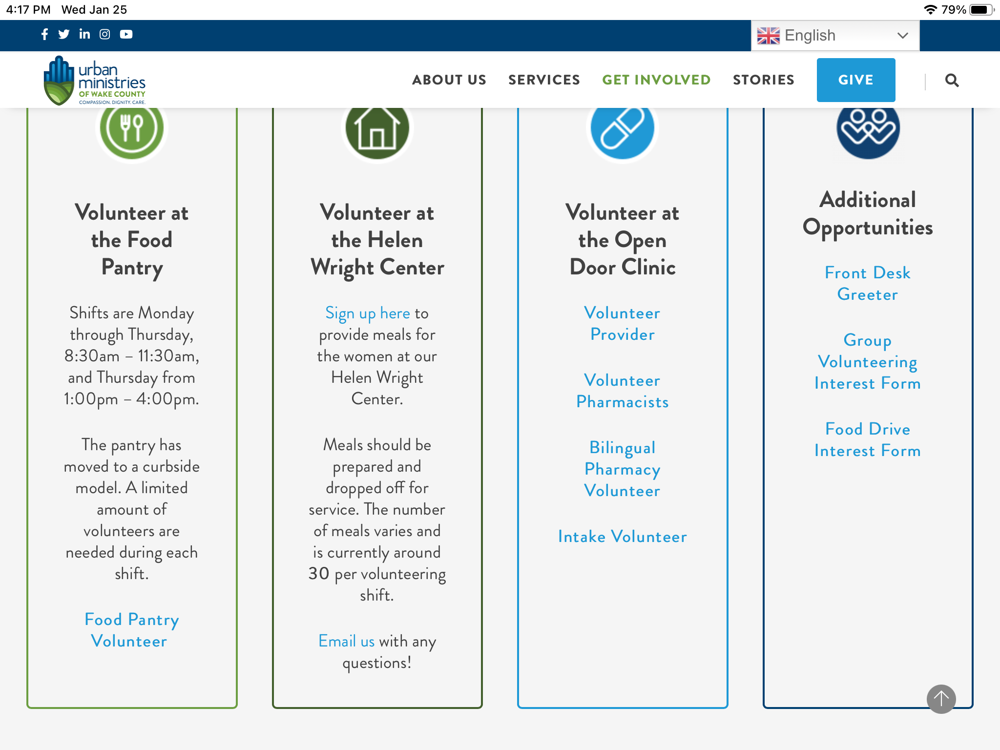 4:17 PM Wed Jan 25
79%
English
urban
ministries
OF WAKE COUNTY
COMPASSION. DIGNITY. CARE.
ABOUT US SERVICES GET INVOLVED STORIES GIVE
Volunteer at
the Food
Pantry
Shifts are Monday
through Thursday,
8:30am – 11:30am,
and Thursday from
1:00pm – 4:00pm.
The pantry has
moved to a curbside
model. A limited
amount of
volunteers are
needed during each
shift.
Food Pantry
Volunteer
Volunteer at
the Helen
Wright Center
Sign up here to
provide meals for
the women at our
Helen Wright
Center.
Meals should be
prepared and
dropped off for
service. The number
of meals varies and
is currently around
30 per volunteering
shift.
Email us with any
questions!
Volunteer at
the Open
Door Clinic
Volunteer
Provider
Volunteer
Pharmacists
Bilingual
Pharmacy
Volunteer
Intake Volunteer
Additional
Opportunities
Front Desk
Greeter
Group
Volunteering
Interest Form
Food Drive
Interest Form